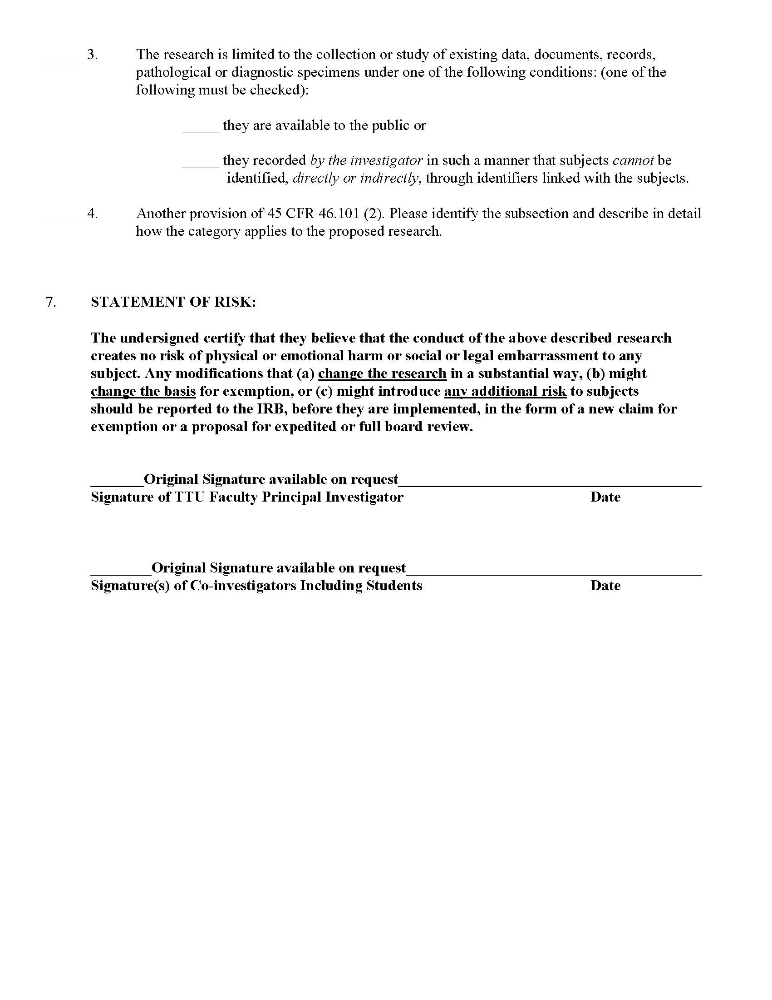 _____ 3. The research is limited to the collection or study of existing data, documents, records,
pathological or diagnostic specimens under one of the following conditions: (one of the
following must be checked):
_____ they are available to the public or
_____ they recorded by the investigator in such a manner that subjects cannot be
identified, directly or indirectly, through identifiers linked with the subjects.
_____ 4. Another provision of 45 CFR 46.101 (2). Please identify the subsection and describe in detail
how the category applies to the proposed research.
7. STATEMENT OF RISK:
The undersigned certify that they believe that the conduct of the above described research
creates no risk of physical or emotional harm or social or legal embarrassment to any
subject. Any modifications that (a) change the research in a substantial way, (b) might
change the basis for exemption, or (c) might introduce any additional risk to subjects
should be reported to the IRB, before they are implemented, in the form of a new claim for
exemption or a proposal for expedited or full board review.
_______Original Signature available on request________________________________________
Signature of TTU Faculty Principal Investigator Date
________Original Signature available on request_______________________________________
Signature(s) of Co-investigators Including Students Date